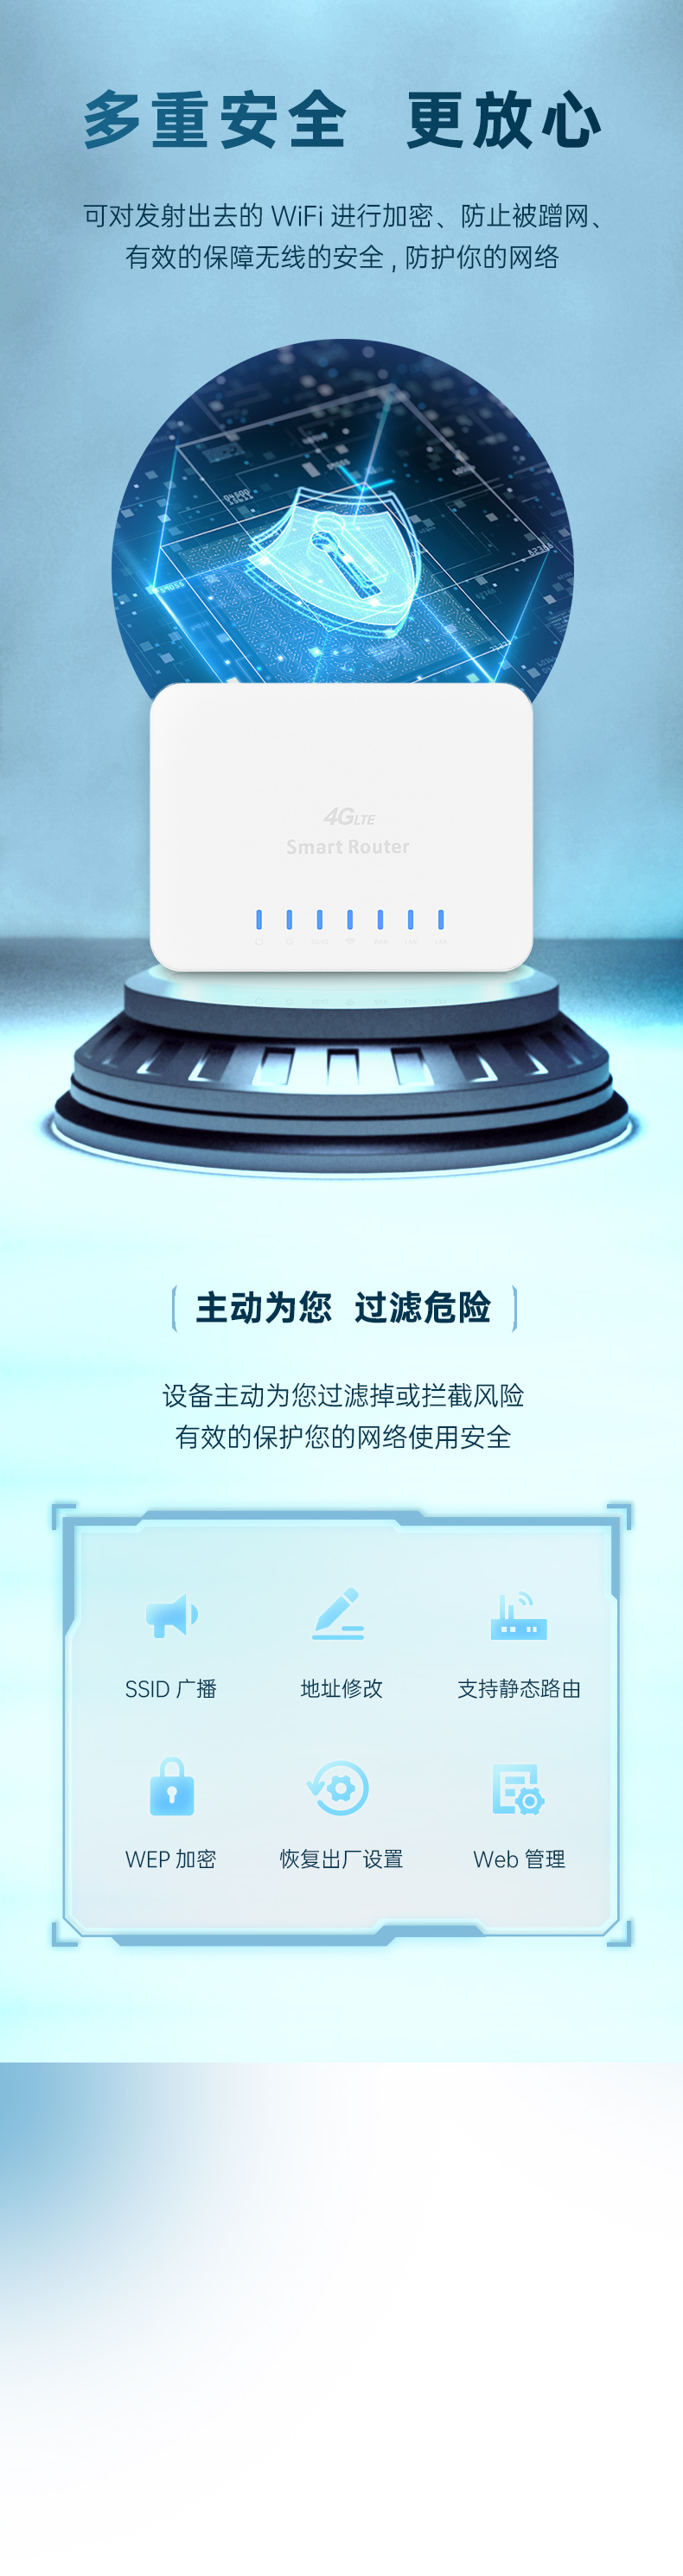 多重安全 更放心
可对发射出去的 WiFi 进行加密、防止被蹭网、
有效的保障无线的安全 , 防护你的网络
4GLTE
Smart Router
主动为您 过滤危险
设备主动为您过滤掉或拦截风险
有效的保护您的网络使用安全
SSID 广播
地址修改
支持静态路由
WEP 加密
恢复出厂设置
Web 管理